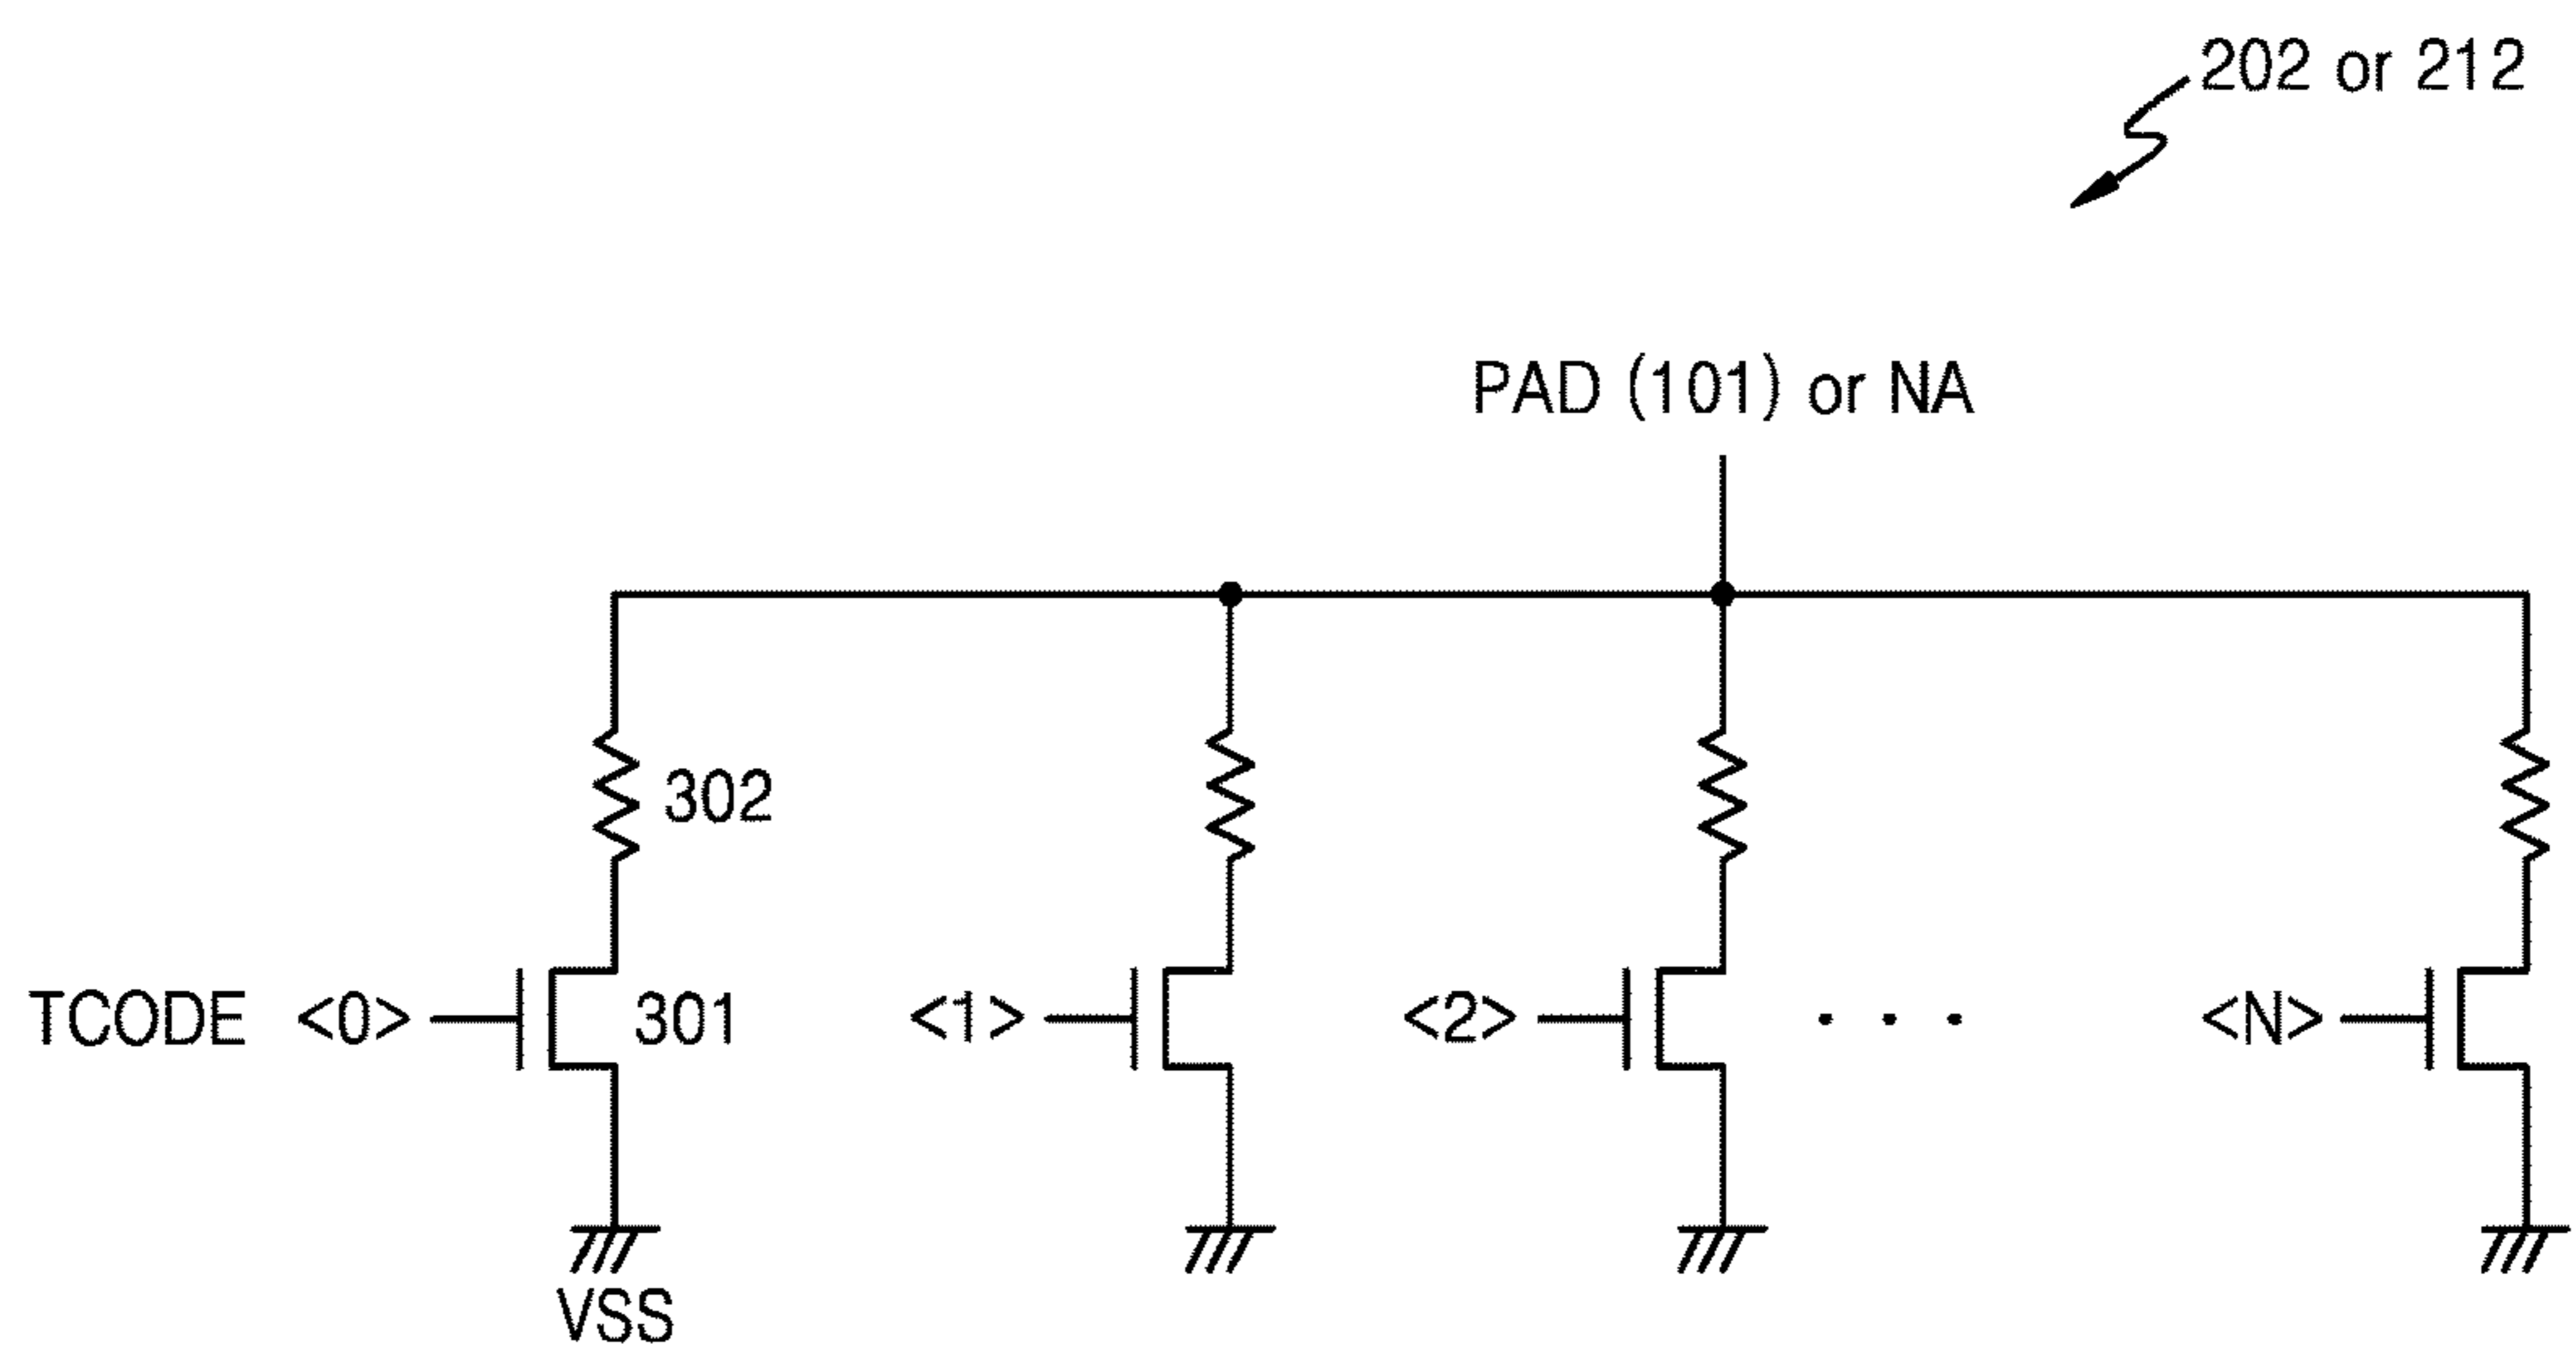 202 or 212
PAD (101) or NA
302
TCODE <0> 301 <1> <2> . . . <N>
VSS